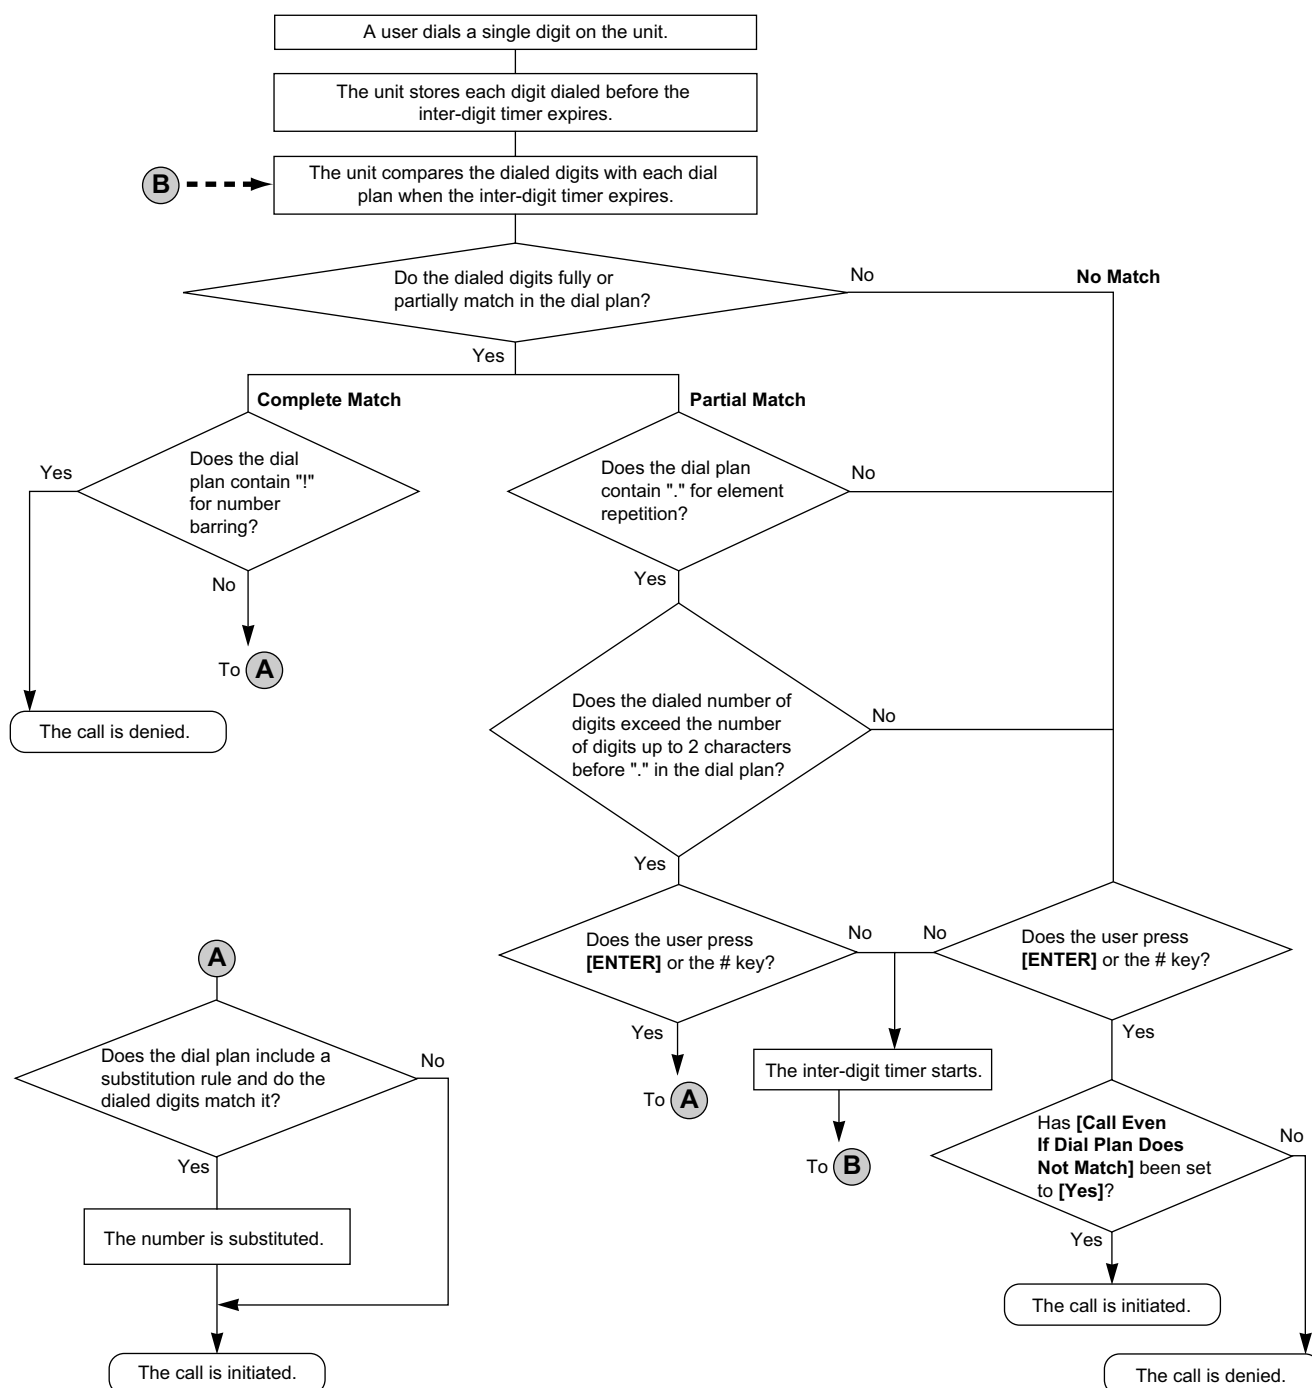 A user dials a single digit on the unit.
The unit stores each digit dialed before the
inter-digit timer expires.
B
The unit compares the dialed digits with each dial
plan when the inter-digit timer expires.
Do the dialed digits fully or
partially match in the dial plan?
No
No Match
Yes
Complete Match
Partial Match
Yes
Does the dial
plan contain "!"
for number
barring?
No
To A
The call is denied.
Does the dial plan
contain "." for element
repetition?
No
Yes
Does the dialed number of
digits exceed the number
of digits up to 2 characters
before "." in the dial plan?
No
Yes
Does the user press
[ENTER] or the # key?
No
Yes
To A
No
Does the user press
[ENTER] or the # key?
Yes
The inter-digit timer starts.
To B
Has [Call Even
If Dial Plan Does
Not Match] been set
to [Yes]?
No
Yes
The call is initiated.
The call is denied.
A
Does the dial plan include a
substitution rule and do the
dialed digits match it?
No
Yes
The number is substituted.
The call is initiated.